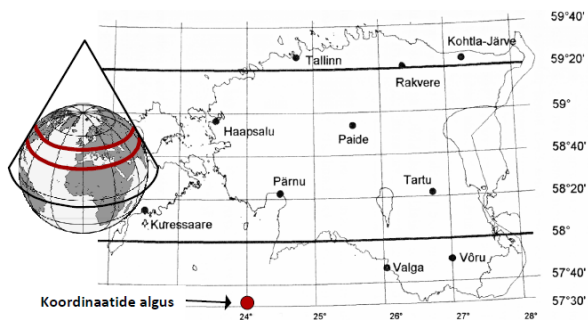 59°40'
Kohtla-Järve
Tallinn
59°20'
Rakvere
59°
Haapsalu
Paide
58°40'
Pärnu
Tartu
58°20'
Kuressaare
58°
Võru
Valga
57°40'
Koordinaatide algus
57°30'
24° 25° 26° 27° 28°